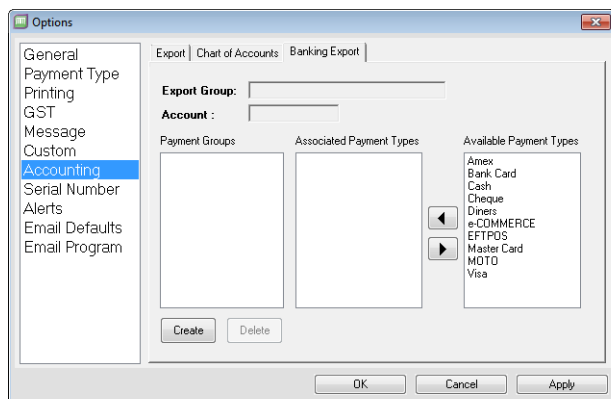 Options
General
Payment Type
Printing
GST
Message
Custom
Accounting
Serial Number
Alerts
Email Defaults
Email Program
Export
Chart of Accounts
Banking Export
Export Group:
Account :
Payment Groups
Associated Payment Types
Available Payment Types
Amex
Bank Card
Cash
Cheque
Diners
e-COMMERCE
EFTPOS
Master Card
MOTO
Visa
Create
Delete
OK
Cancel
Apply